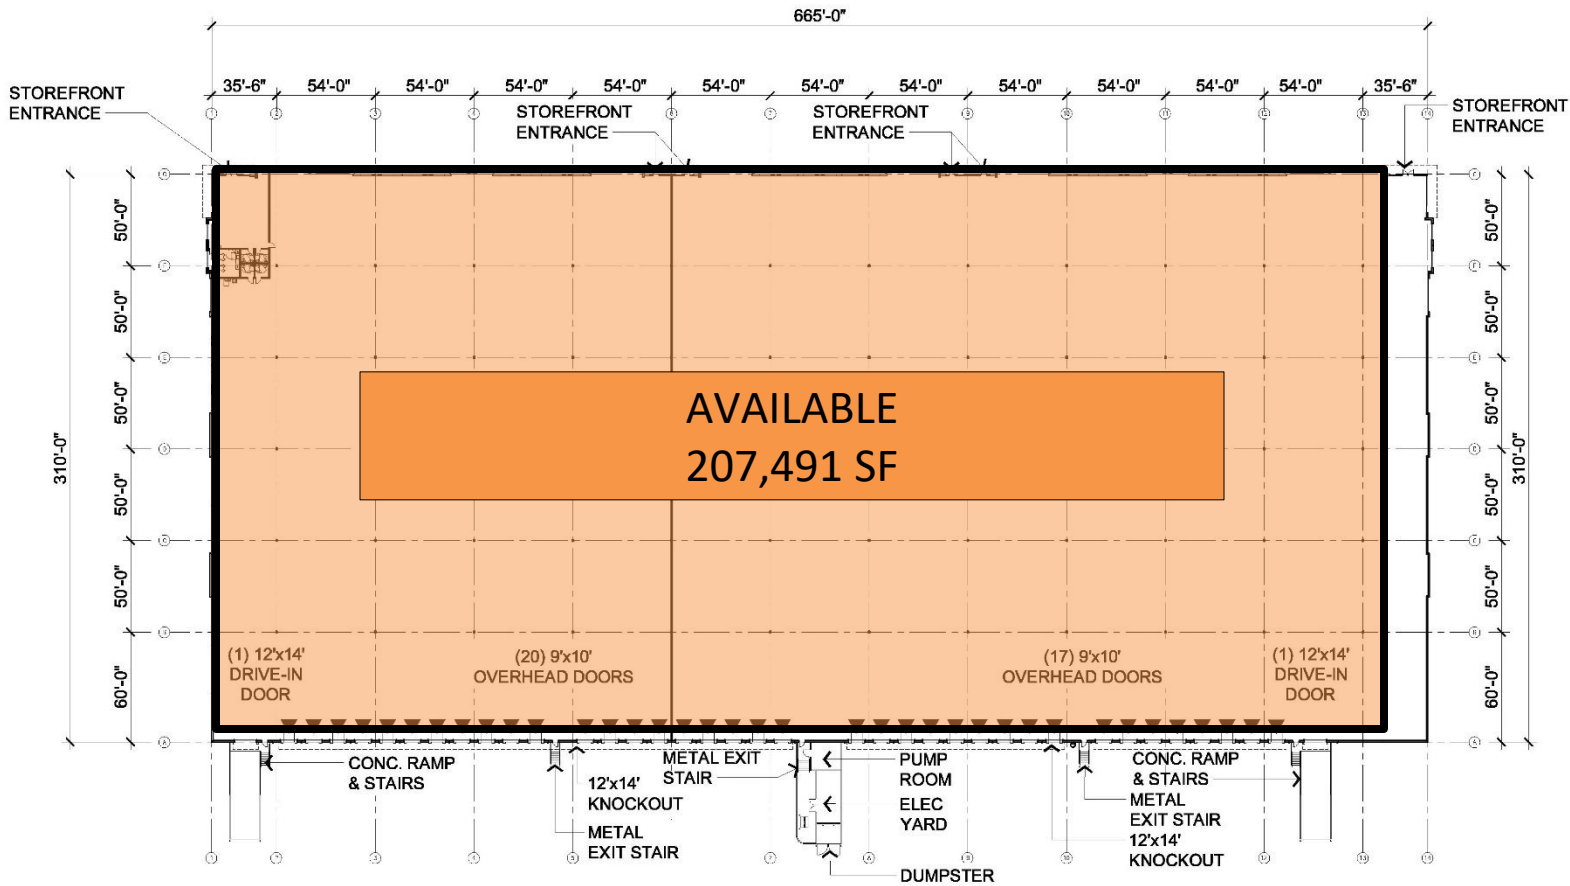 665'-0"
35'-6"
54'-0"
54'-0"
54'-0"
54'-0"
54'-0"
54'-0"
54'-0"
54'-0"
54'-0"
54'-0"
54'-0"
35'-6"
STOREFRONT
ENTRANCE
STOREFRONT
ENTRANCE
STOREFRONT
ENTRANCE
STOREFRONT
ENTRANCE
310'-0"
50'-0"
50'-0"
50'-0"
50'-0"
50'-0"
60'-0"
AVAILABLE
207,491 SF
50'-0"
50'-0"
50'-0"
50'-0"
50'-0"
60'-0"
310'-0"
(1) 12'x14'
DRIVE-IN
DOOR
(20) 9'x10'
OVERHEAD DOORS
(17) 9'x10'
OVERHEAD DOORS
(1) 12'x14'
DRIVE-IN
DOOR
CONC. RAMP
& STAIRS
12'x14'
KNOCKOUT
METAL
EXIT STAIR
METAL EXIT
STAIR
PUMP
ROOM
ELEC
YARD
DUMPSTER
CONC. RAMP
& STAIRS
METAL
EXIT STAIR
12'x14'
KNOCKOUT